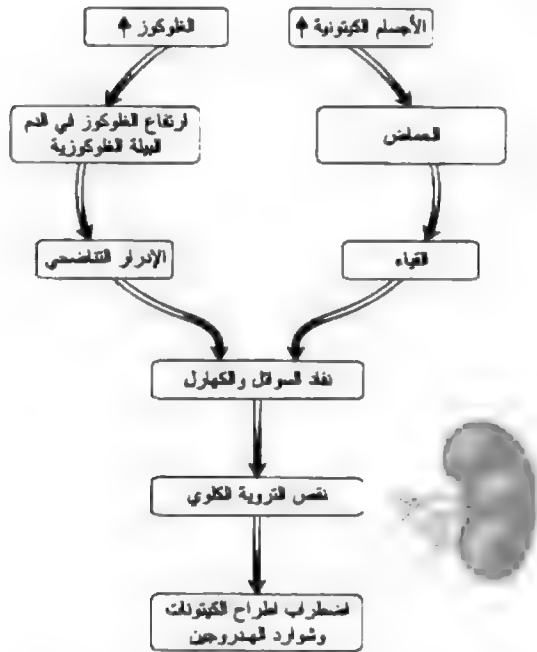 الأجسام الكيتونية
الغلوكوز
الحماض
ارتفاع الغلوكوز في الدم
البيلة الغلوكوزية
القياء
الإدرار التناضحي
نفاد السوائل والكهارل
نقص التروية الكلوي
اضطراب اطراح الكيتونات
وشوارد الهدروجين